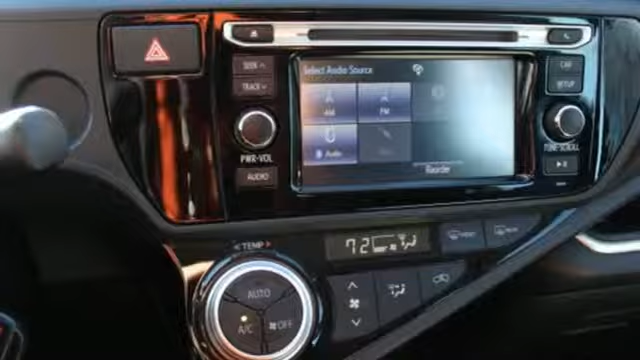 SEEK ∧
TRACK ∨
PWR•VOL
AUDIO
Select Audio Source
AM
FM
Audio
Reorder
CAR
SETUP
TUNE•SCROLL
< TEMP >
72
AUTO
A/C
OFF